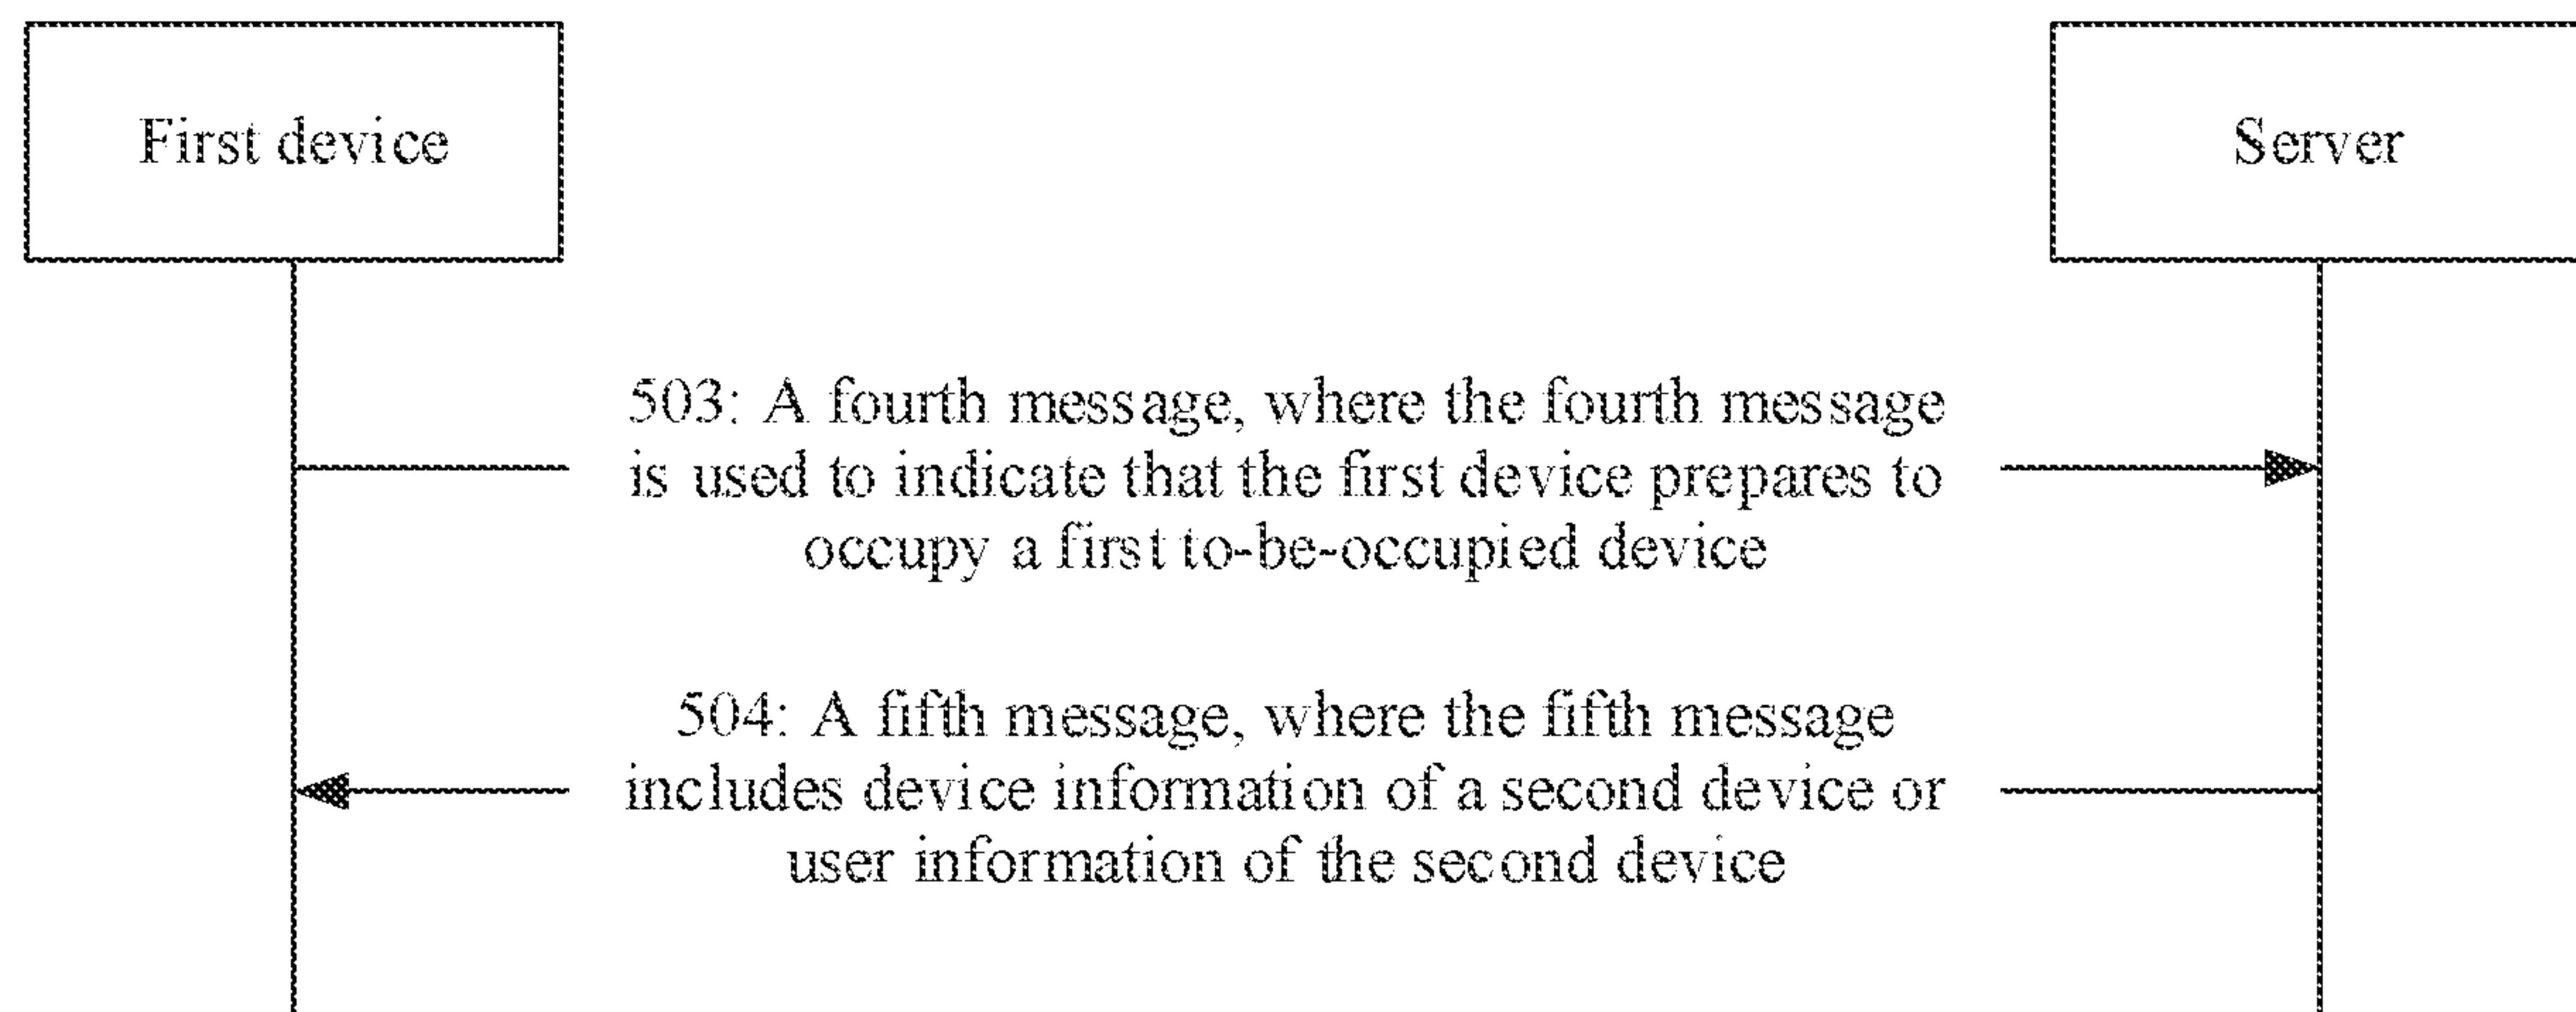 First device
Server
503: A fourth message, where the fourth message
is used to indicate that the first device prepares to
occupy a first to-be-occupied device
504: A fifth message, where the fifth message
includes device information of a second device or
user information of the second device